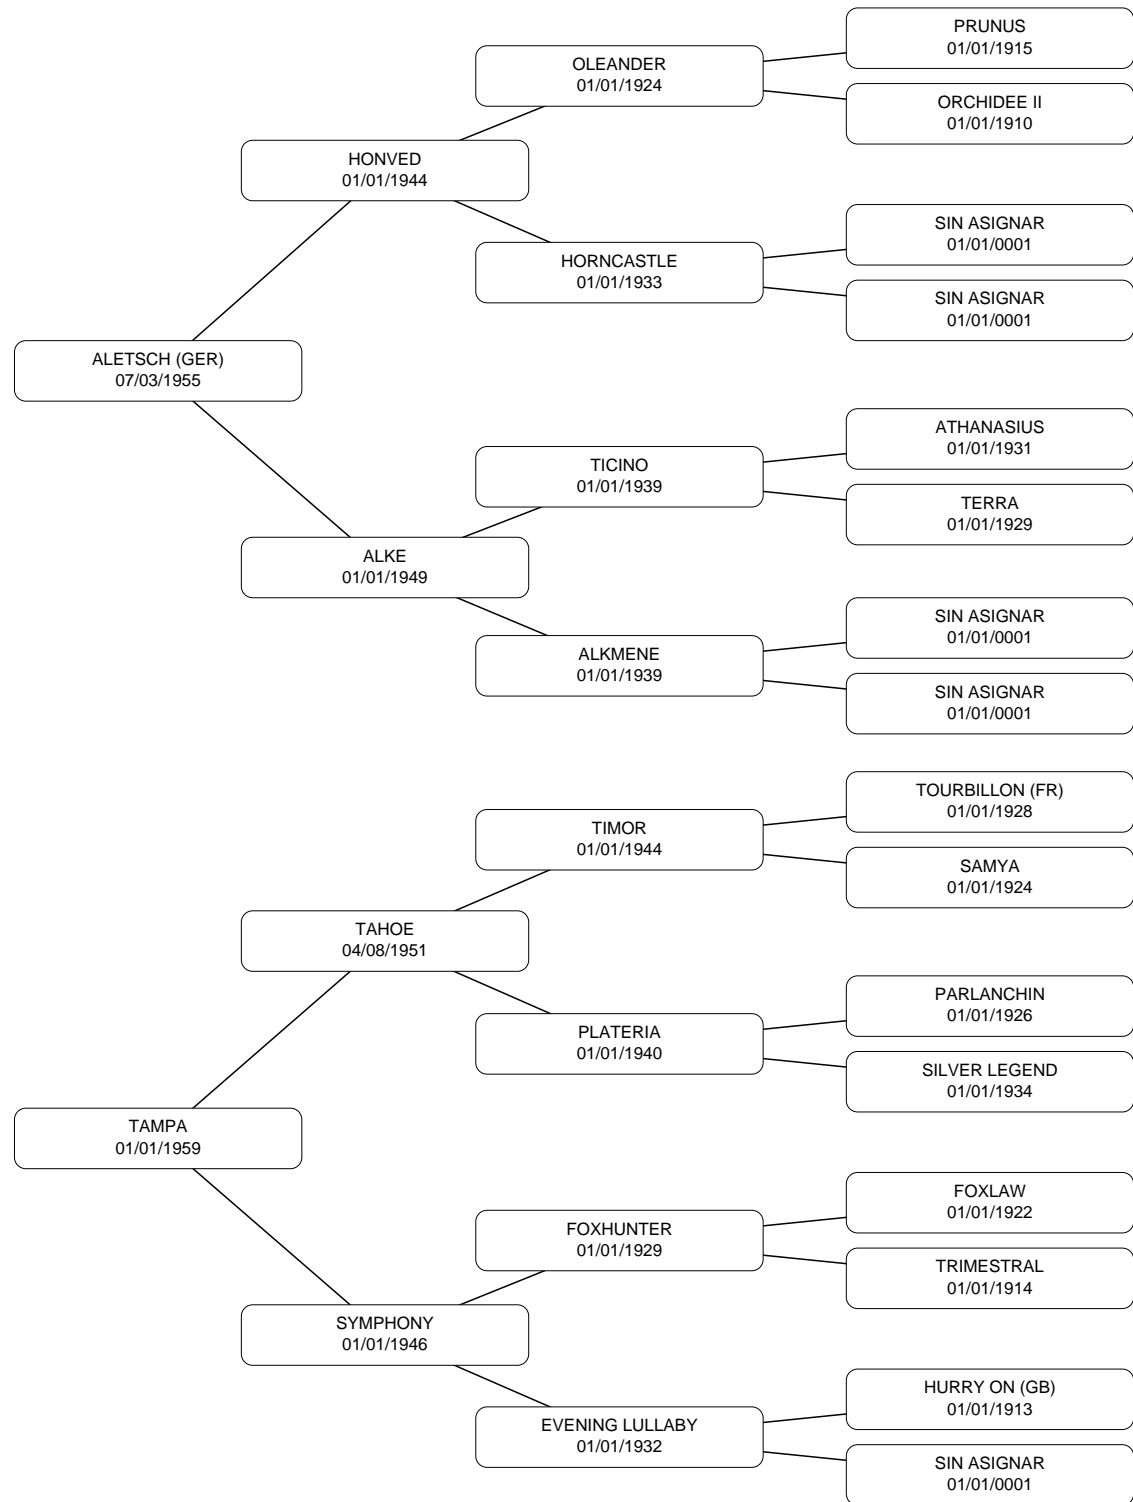 PRUNUS
01/01/1915
OLEANDER
01/01/1924
ORCHIDEE II
01/01/1910
HONVED
01/01/1944
SIN ASIGNAR
01/01/0001
HORNCASTLE
01/01/1933
SIN ASIGNAR
01/01/0001
ALETSCH (GER)
07/03/1955
ATHANASIUS
01/01/1931
TICINO
01/01/1939
TERRA
01/01/1929
ALKE
01/01/1949
SIN ASIGNAR
01/01/0001
ALKMENE
01/01/1939
SIN ASIGNAR
01/01/0001
TOURBILLON (FR)
01/01/1928
TIMOR
01/01/1944
SAMYA
01/01/1924
TAHOE
04/08/1951
PARLANCHIN
01/01/1926
PLATERIA
01/01/1940
SILVER LEGEND
01/01/1934
TAMPA
01/01/1959
FOXLAW
01/01/1922
FOXHUNTER
01/01/1929
TRIMESTRAL
01/01/1914
SYMPHONY
01/01/1946
HURRY ON (GB)
01/01/1913
EVENING LULLABY
01/01/1932
SIN ASIGNAR
01/01/0001